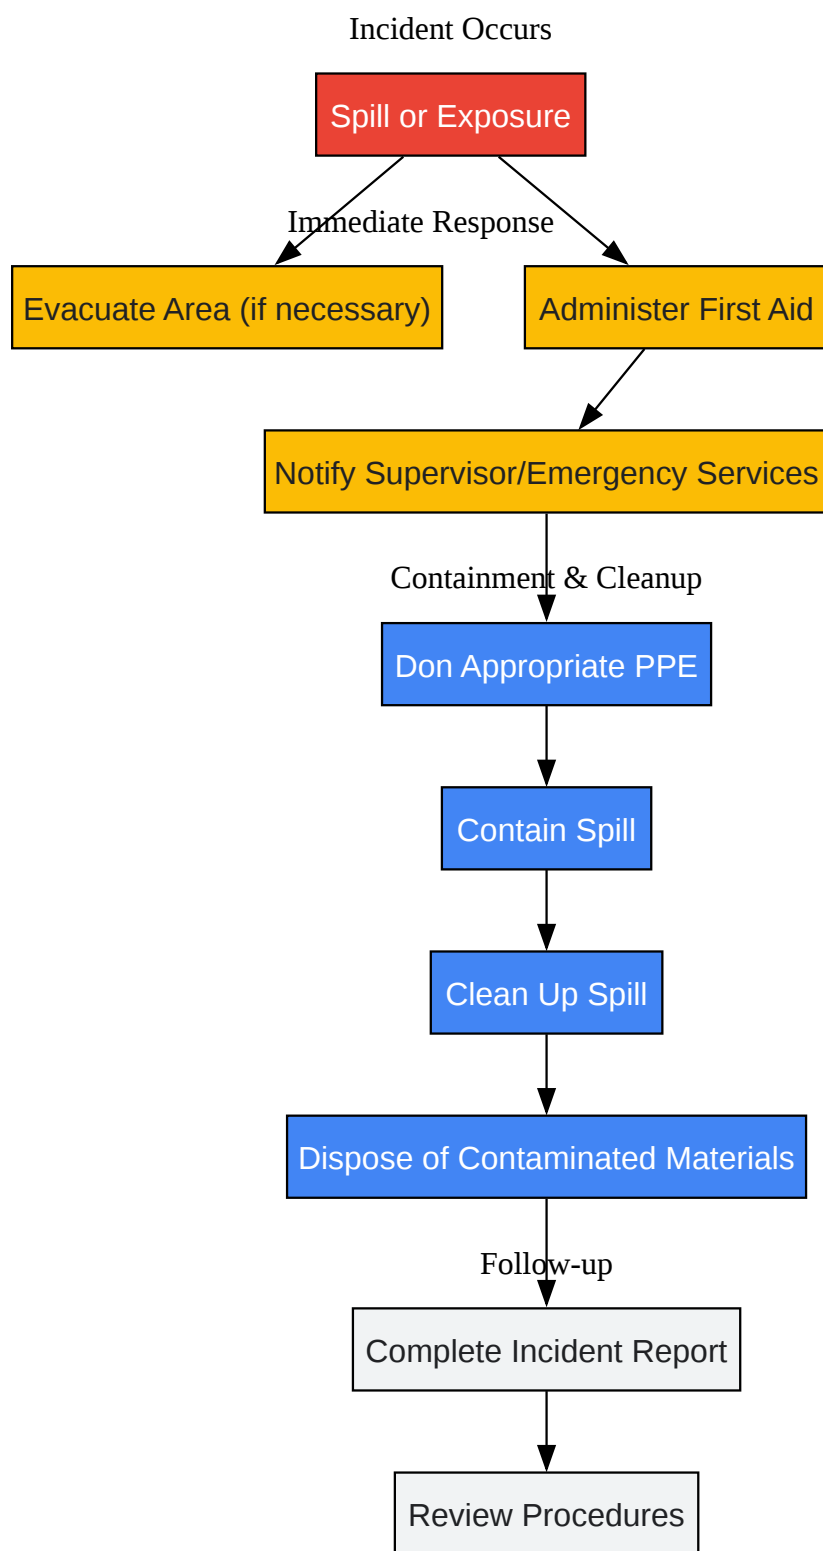 Incident Occurs
Spill or Exposure
Immediate Response
Evacuate Area (if necessary)
Administer First Aid
Notify Supervisor/Emergency Services
Containment & Cleanup
Don Appropriate PPE
Contain Spill
Clean Up Spill
Dispose of Contaminated Materials
Follow-up
Complete Incident Report
Review Procedures